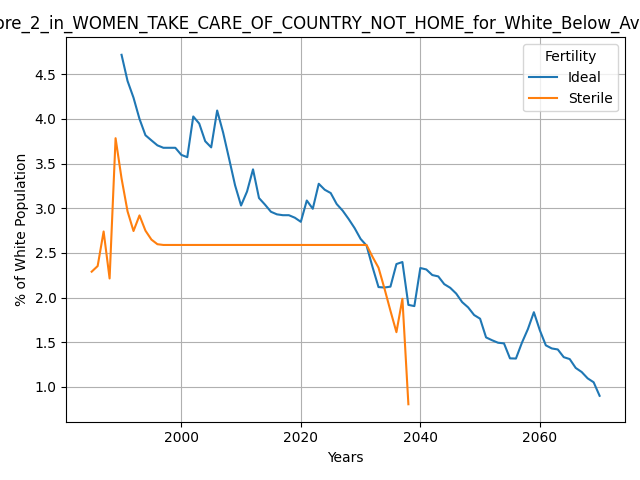 ore_2_in_WOMEN_TAKE_CARE_OF_COUNTRY_NOT_HOME_for_White_Below_Av
Fertility
Ideal
Sterile
% of White Population
4.5
4.0
3.5
3.0
2.5
2.0
1.5
1.0
2000 2020 2040 2060
Years